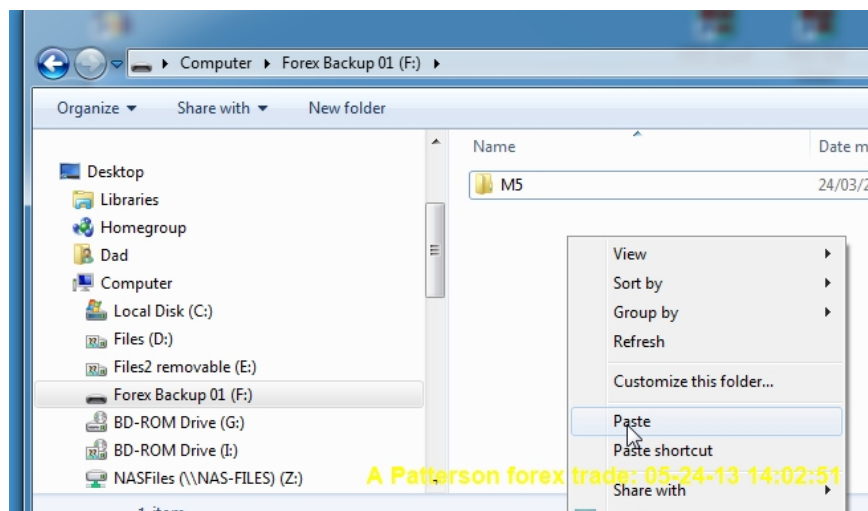 Computer ▸ Forex Backup 01 (F:) ▸
Organize Share with New folder
Name Date m
Desktop
Libraries
Homegroup
Dad
Computer
Local Disk (C:)
Files (D:)
Files2 removable (E:)
Forex Backup 01 (F:)
BD-ROM Drive (G:)
BD-ROM Drive (I:)
NASFiles (\\NAS-FILES) (Z:)
M5 24/03/2
View
Sort by
Group by
Refresh
Customize this folder...
Paste
Paste shortcut
A Patterson forex trade: 05-24-13 14:02:51
Share with
1 item